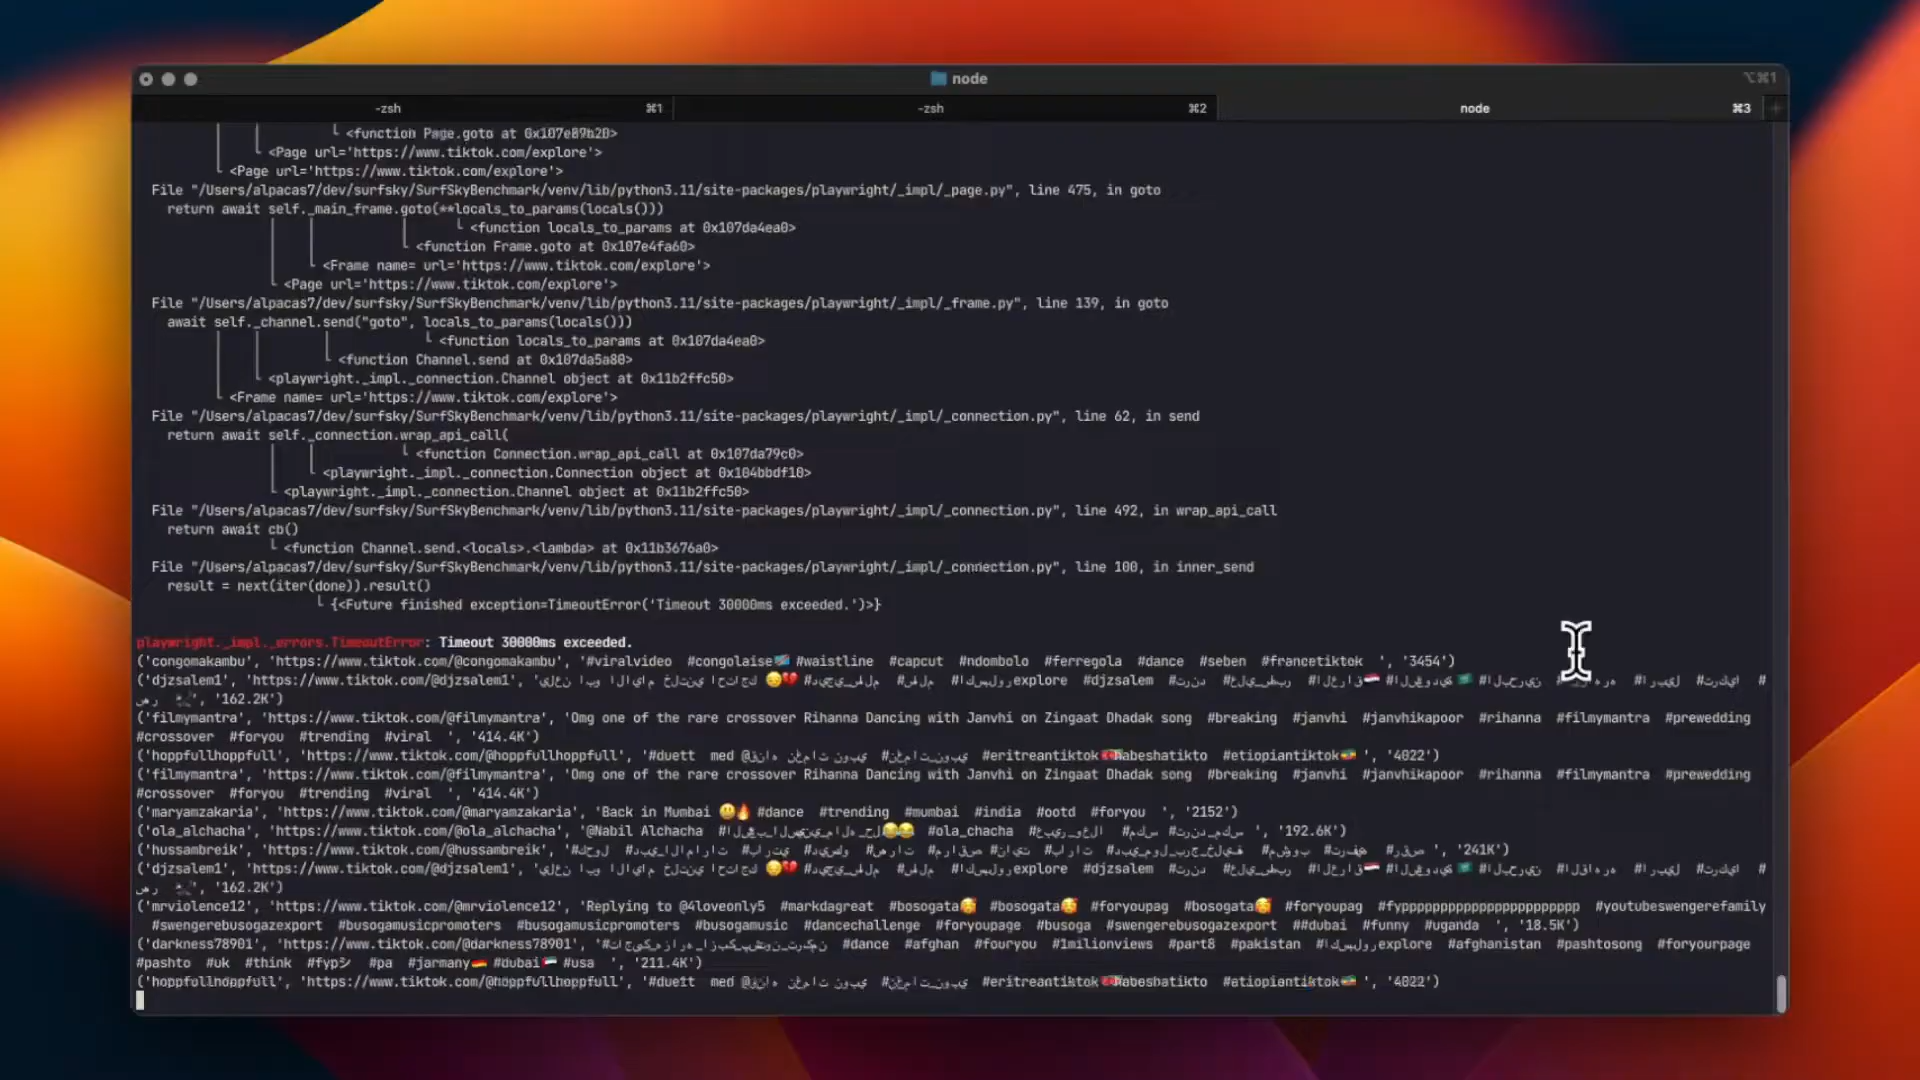 node
⌥⌘1
-zsh ⌘1 -zsh ⌘2 node ⌘3 +
└ <function Page.goto at 0x107e89b20>
└ <Page url='https://www.tiktok.com/explore'>
└ <Page url='https://www.tiktok.com/explore'>
File "/Users/alpacas7/dev/surfsky/SurfSkyBenchmark/venv/lib/python3.11/site-packages/playwright/_impl/_page.py", line 475, in goto
return await self._main_frame.goto(**locals_to_params(locals()))
└ <function locals_to_params at 0x107da4ea0>
└ <function Frame.goto at 0x107e4fa60>
└ <Frame name= url='https://www.tiktok.com/explore'>
└ <Page url='https://www.tiktok.com/explore'>
File "/Users/alpacas7/dev/surfsky/SurfSkyBenchmark/venv/lib/python3.11/site-packages/playwright/_impl/_frame.py", line 139, in goto
await self._channel.send("goto", locals_to_params(locals()))
└ <function locals_to_params at 0x107da4ea0>
└ <function Channel.send at 0x107da5a80>
└ <playwright._impl._connection.Channel object at 0x11b2ffc50>
└ <Frame name= url='https://www.tiktok.com/explore'>
File "/Users/alpacas7/dev/surfsky/SurfSkyBenchmark/venv/lib/python3.11/site-packages/playwright/_impl/_connection.py", line 62, in send
return await self._connection.wrap_api_call(
└ <function Connection.wrap_api_call at 0x107da79c0>
└ <playwright._impl._connection.Connection object at 0x104bbdf10>
└ <playwright._impl._connection.Channel object at 0x11b2ffc50>
File "/Users/alpacas7/dev/surfsky/SurfSkyBenchmark/venv/lib/python3.11/site-packages/playwright/_impl/_connection.py", line 492, in wrap_api_call
return await cb()
└ <function Channel.send.<locals>.<lambda> at 0x11b3676a0>
File "/Users/alpacas7/dev/surfsky/SurfSkyBenchmark/venv/lib/python3.11/site-packages/playwright/_impl/_connection.py", line 100, in inner_send
result = next(iter(done)).result()
└ {<Future finished exception=TimeoutError('Timeout 30000ms exceeded.')>}
playwright._impl._errors.TimeoutError: Timeout 30000ms exceeded.
('congomakambu', 'https://www.tiktok.com/@congomakambu', '#viralvideo #congolaise #waistline #capcut #ndombolo #ferregola #dance #seben #francetiktok ', '3454')
('djzsalem1', 'https://www.tiktok.com/@djzsalem1', 😔💔 explore #djzsalem #
', '162.2K')
('filmymantra', 'https://www.tiktok.com/@filmymantra', 'Omg one of the rare crossover Rihanna Dancing with Janvhi on Zingaat Dhadak song #breaking #janvhi #janvhikapoor #rihanna #filmymantra #prewedding
#crossover #foryou #trending #viral ', '414.4K')
('hoppfullhoppfull', 'https://www.tiktok.com/@hoppfullhoppfull', '#duett med #eritreantiktok #etiopiantiktok🇪🇹 ', '4022')
('filmymantra', 'https://www.tiktok.com/@filmymantra', 'Omg one of the rare crossover Rihanna Dancing with Janvhi on Zingaat Dhadak song #breaking #janvhi #janvhikapoor #rihanna #filmymantra #prewedding
#crossover #foryou #trending #viral ', '414.4K')
('maryamzakaria', 'https://www.tiktok.com/@maryamzakaria', 'Back in Mumbai 😃🔥 #dance #trending #mumbai #india #ootd #foryou ', '2152')
('ola_alchacha', 'https://www.tiktok.com/@ola_alchacha', '@Nabil Alchacha 😂😂 #ola_chacha ', '192.6K')
('hussambreik', 'https://www.tiktok.com/@hussambreik', ', '241K')
('djzsalem1', 'https://www.tiktok.com/@djzsalem1', 😔💔 explore #djzsalem #
', '162.2K')
('mrviolence12', 'https://www.tiktok.com/@mrviolence12', 'Replying to @4loveonly5 #markdagreat #bosogata🥰 #bosogata🥰 #foryoupag #bosogata🥰 #foryoupag #youtubeswengerefamily
#swengerebusogazexport #busogamusicpromoters #busogamusic #dancechallenge #foryoupage #busoga #swengerebusogazexport ##dubai #funny #uganda ', '18.5K')
('darkness78901', 'https://www.tiktok.com/@darkness78901', #dance #afghan #fouryou #1milionviews #part8 #pakistan explore #afghanistan #pashtosong #foryourpage
#pashto #uk #think #fypシ #pa #jarmany🇩🇪 #dubai🇦🇪 #usa ', '211.4K')
('hoppfullhoppfull', 'https://www.tiktok.com/@hoppfullhoppfull', '#duett med #eritreantiktok #etiopiantiktok🇪🇹 ', '4022')